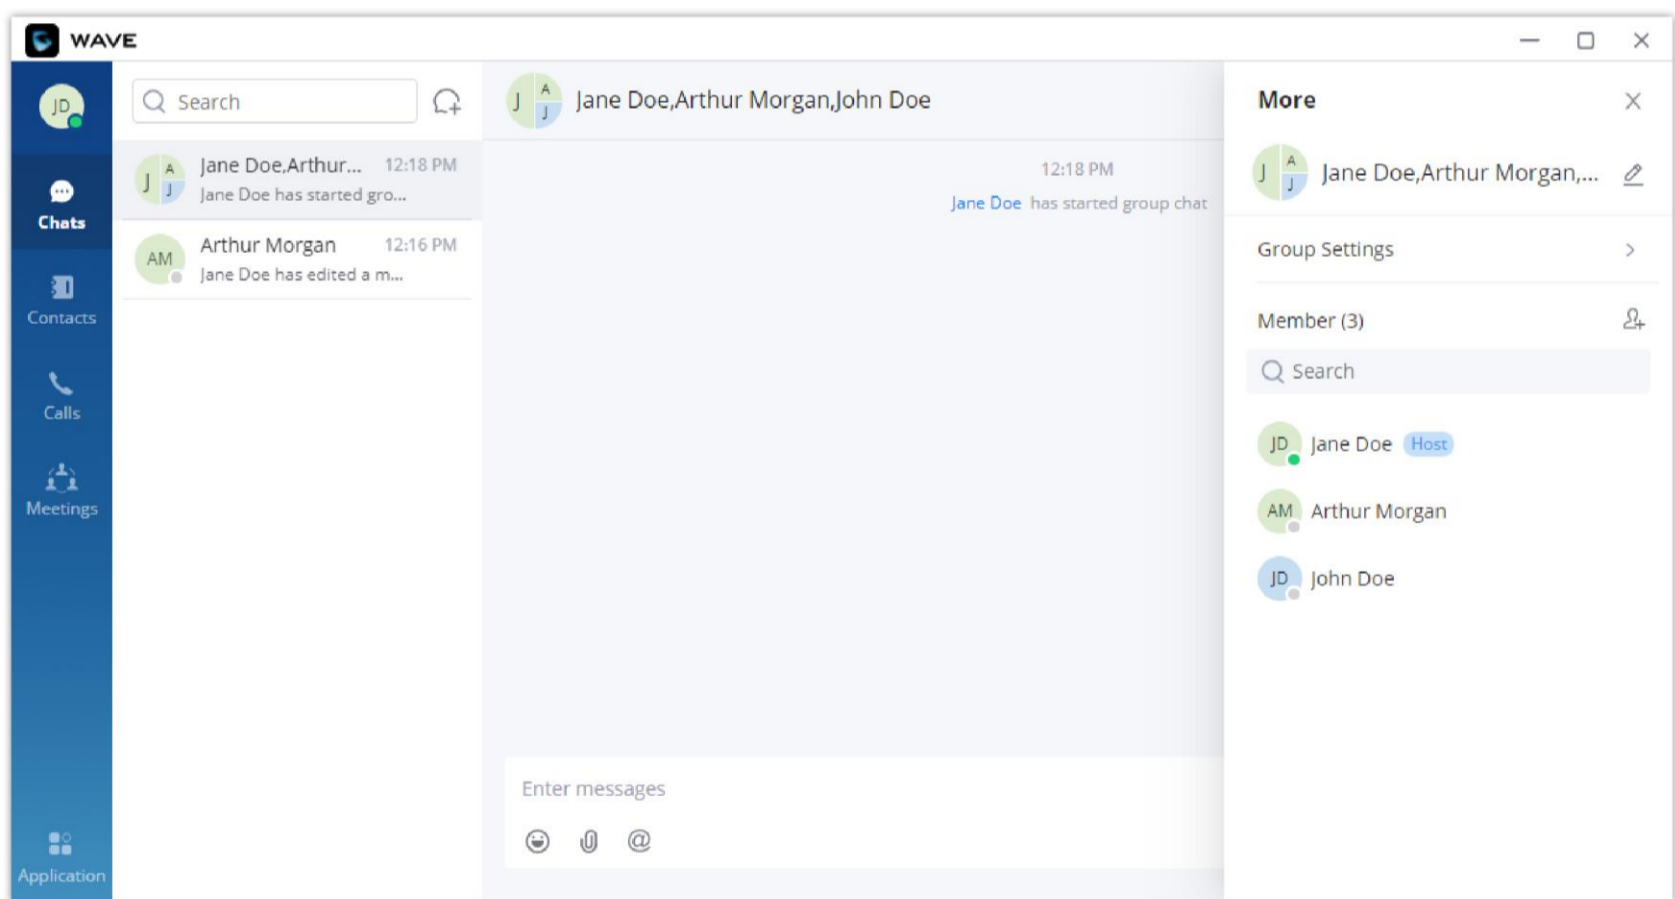 WAVE
JD
Chats
Contacts
Calls
Meetings
Application
Search
J A J
Jane Doe,Arthur... 12:18 PM
Jane Doe has started gro...
AM
Arthur Morgan 12:16 PM
Jane Doe has edited a m...
J A J
Jane Doe,Arthur Morgan,John Doe
12:18 PM
Jane Doe has started group chat
Enter messages
@
More
J A J
Jane Doe,Arthur Morgan,...
Group Settings
Member (3)
Search
JD Jane Doe Host
AM Arthur Morgan
JD John Doe